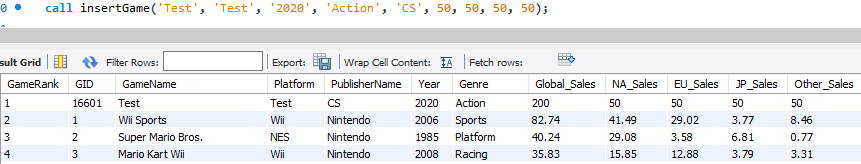 0 call insertGame('Test', 'Test', '2020', 'Action', 'CS', 50, 50, 50, 50);
sult Grid Filter Rows: Export: Wrap Cell Content: IA Fetch rows:
GameRank GID GameName Platform PublisherName Year Genre Global_Sales NA_Sales EU_Sales JP_Sales Other_Sales
1 16601 Test Test CS 2020 Action 200 50 50 50 50
2 1 Wii Sports Wii Nintendo 2006 Sports 82.74 41.49 29.02 3.77 8.46
3 2 Super Mario Bros. NES Nintendo 1985 Platform 40.24 29.08 3.58 6.81 0.77
4 3 Mario Kart Wii Wii Nintendo 2008 Racing 35.83 15.85 12.88 3.79 3.31